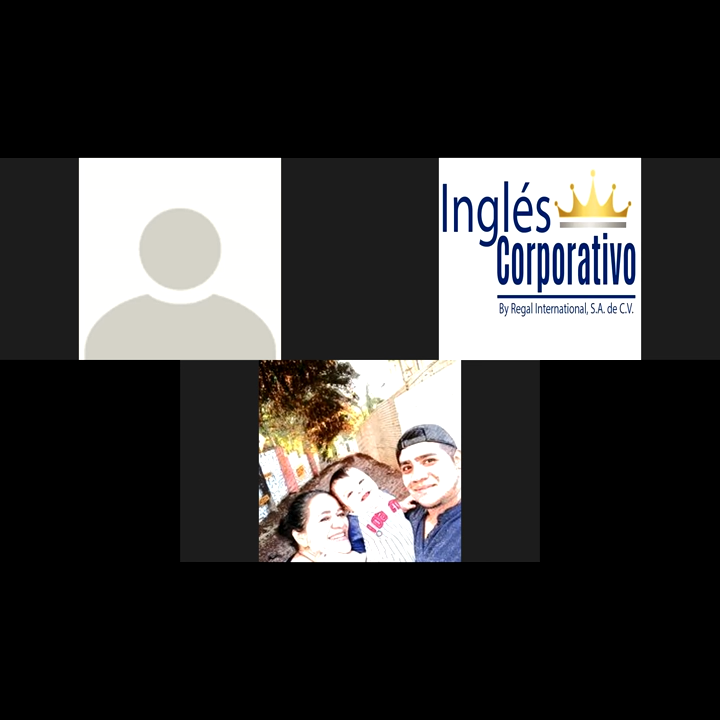 Inglés
Corporativo
By Regal International, S.A. de C.V.